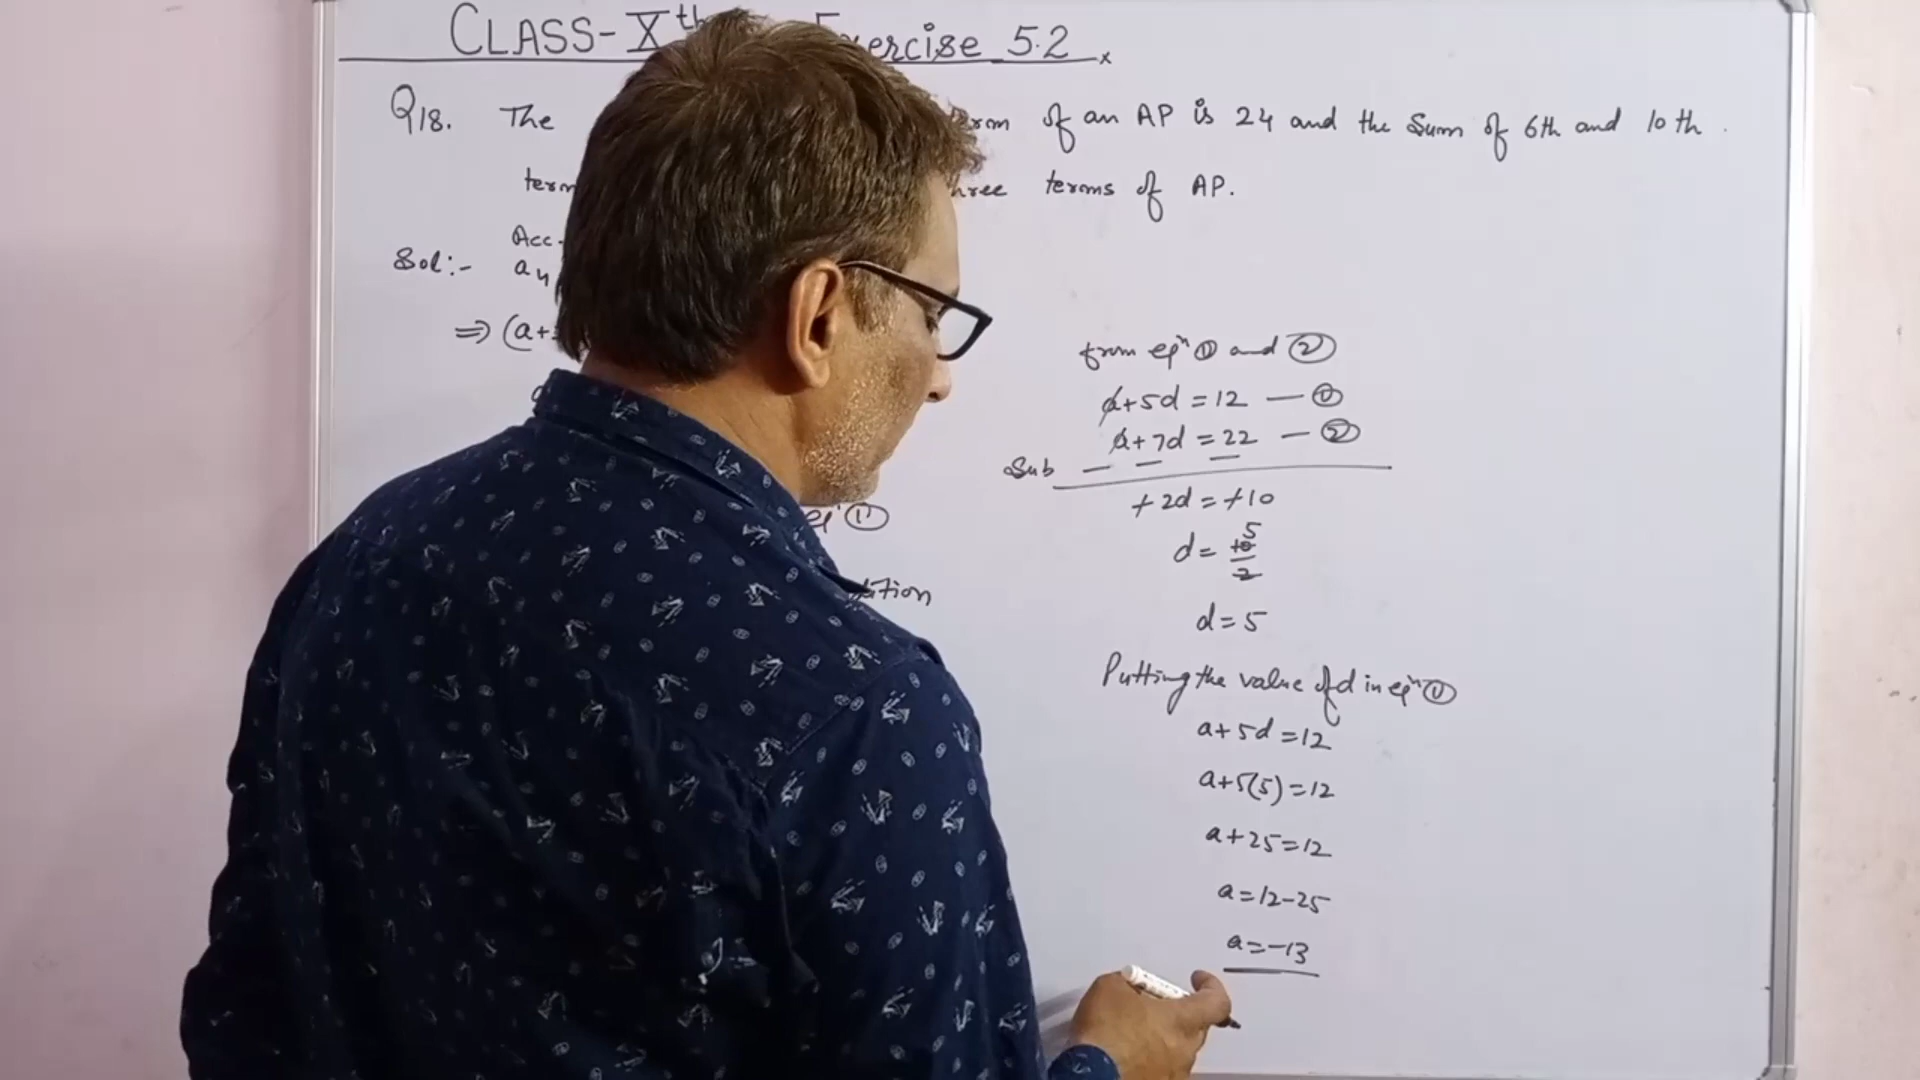 CLASS-Xth Exercise 5.2
Q18. The term of an AP is 24 and the Sum of 6th and 10th
term three terms of AP.
Acc.
Sol:- a4
⇒ (a+
from eqn ① and ②
a+5d = 12 — ①
a+7d = 22 — ②
Sub — — —
+2d = +10
eqn ①
d = 10/2 5
tion
d = 5
Putting the value of d in eqn ①
a+5d = 12
a+5(5) = 12
a+25 = 12
a = 12-25
a = -13